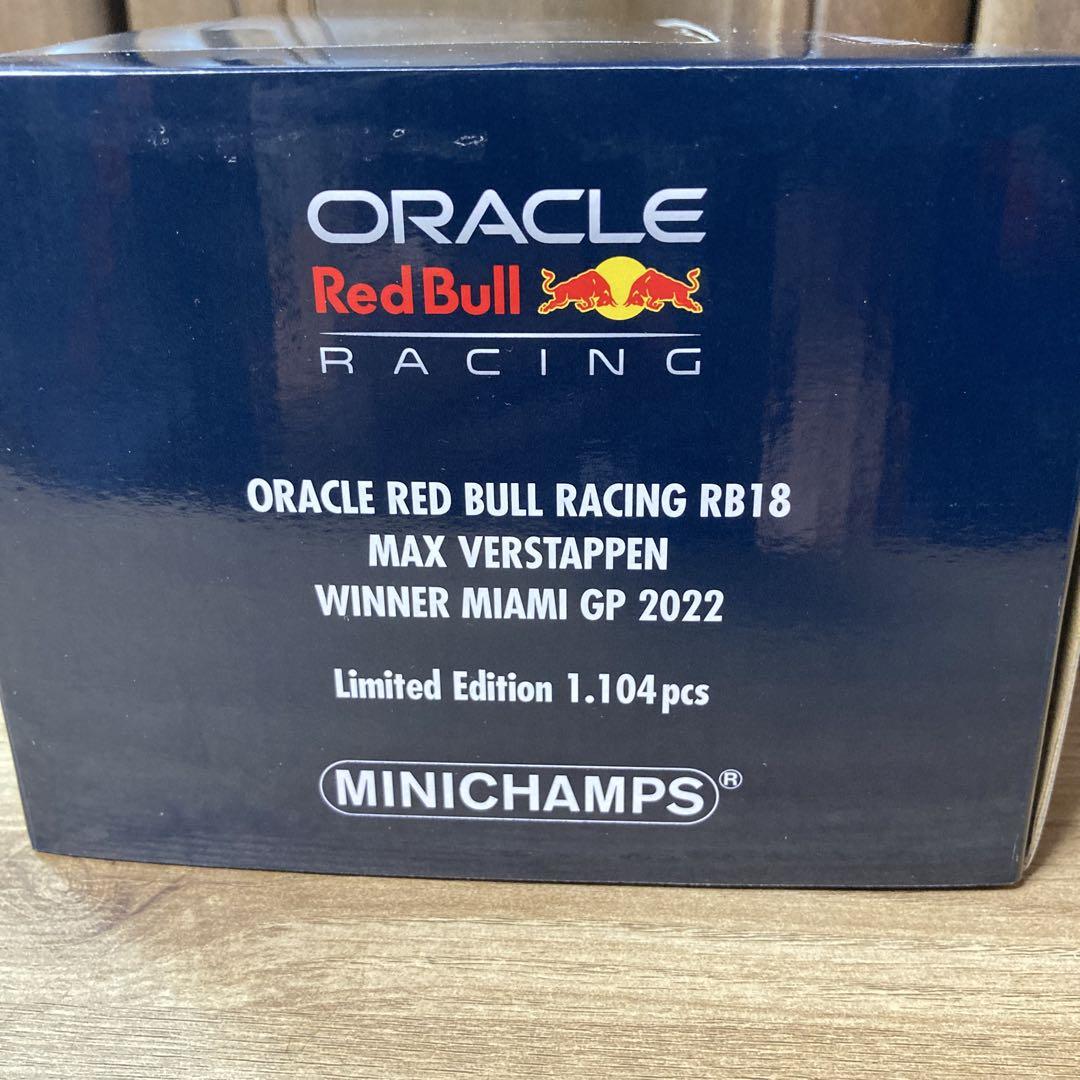 ORACLE
Red Bull
RACING
ORACLE RED BULL RACING RB18
MAX VERSTAPPEN
WINNER MIAMI GP 2022
Limited Edition 1.104 pcs
MINICHAMPS®